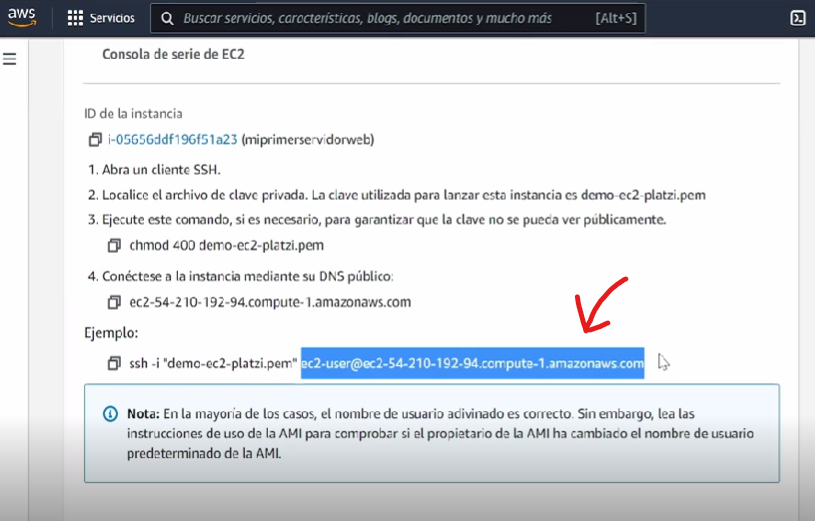 aws
Servicios
Buscar servicios, características, blogs, documentos y mucho más
[Alt+S]
Consola de serie de EC2
ID de la instancia
i-05656ddf196f51a23 (miprimerservidorweb)
1. Abra un cliente SSH.
2. Localice el archivo de clave privada. La clave utilizada para lanzar esta instancia es demo-ec2-platzi.pem
3. Ejecute este comando, si es necesario, para garantizar que la clave no se pueda ver públicamente.
chmod 400 demo-ec2-platzi.pem
4. Conéctese a la instancia mediante su DNS público:
ec2-54-210-192-94.compute-1.amazonaws.com
Ejemplo:
ssh -i "demo-ec2-platzi.pem" ec2-user@ec2-54-210-192-94.compute-1.amazonaws.com
Nota: En la mayoría de los casos, el nombre de usuario adivinado es correcto. Sin embargo, lea las
instrucciones de uso de la AMI para comprobar si el propietario de la AMI ha cambiado el nombre de usuario
predeterminado de la AMI.